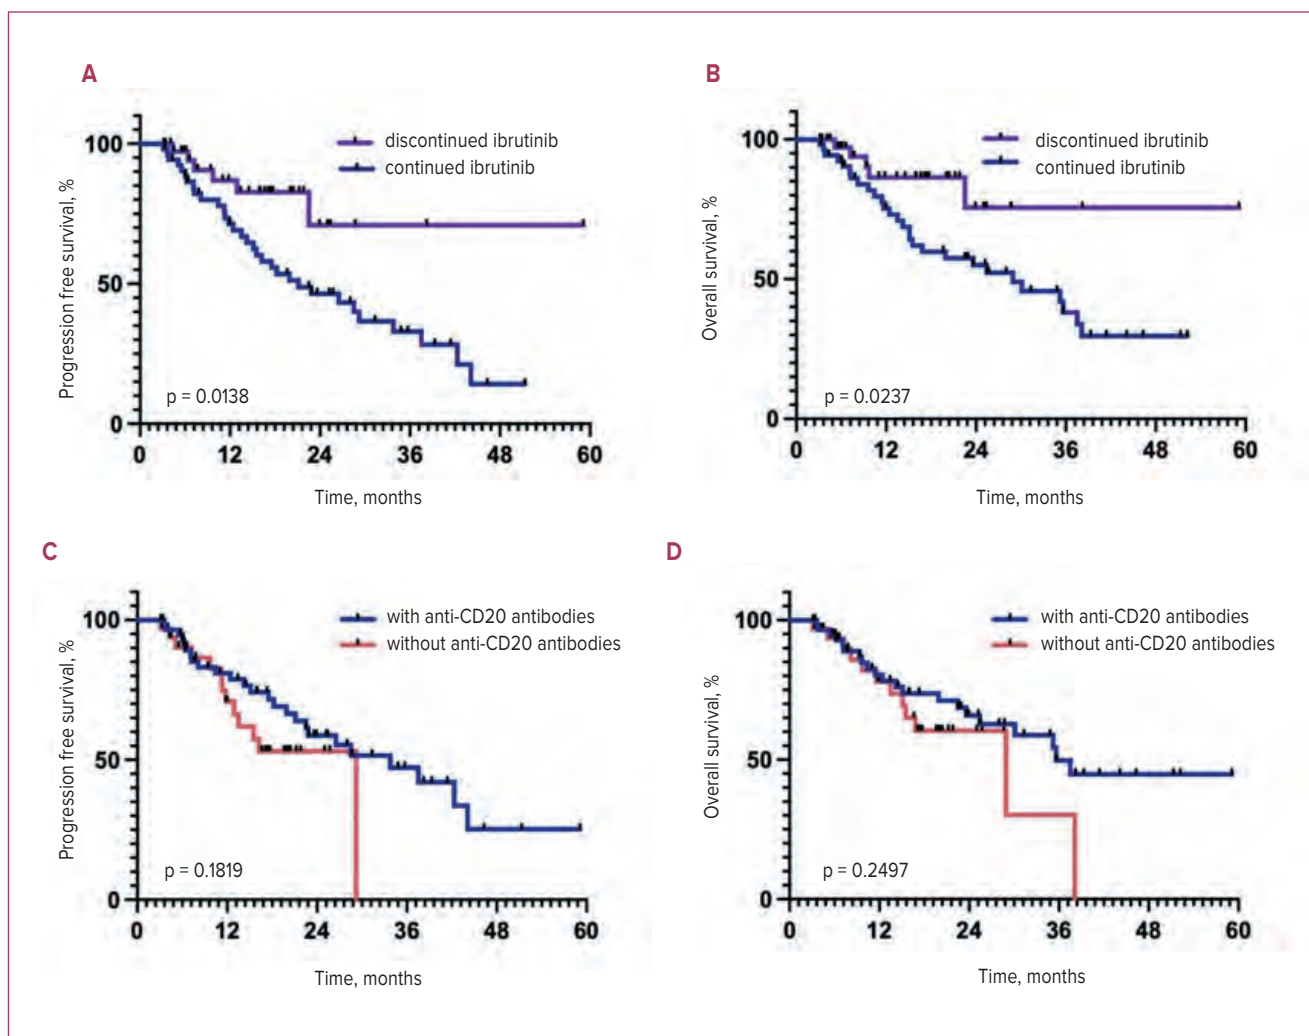 A
Progression free survival, %
100
50
0
discontinued ibrutinib
continued ibrutinib
p = 0.0138
0 12 24 36 48 60
Time, months
B
Overall survival, %
100
50
0
discontinued ibrutinib
continued ibrutinib
p = 0.0237
0 12 24 36 48 60
Time, months
C
Progression free survival, %
100
50
0
with anti-CD20 antibodies
without anti-CD20 antibodies
p = 0.1819
0 12 24 36 48 60
Time, months
D
Overall survival, %
100
50
0
with anti-CD20 antibodies
without anti-CD20 antibodies
p = 0.2497
0 12 24 36 48 60
Time, months